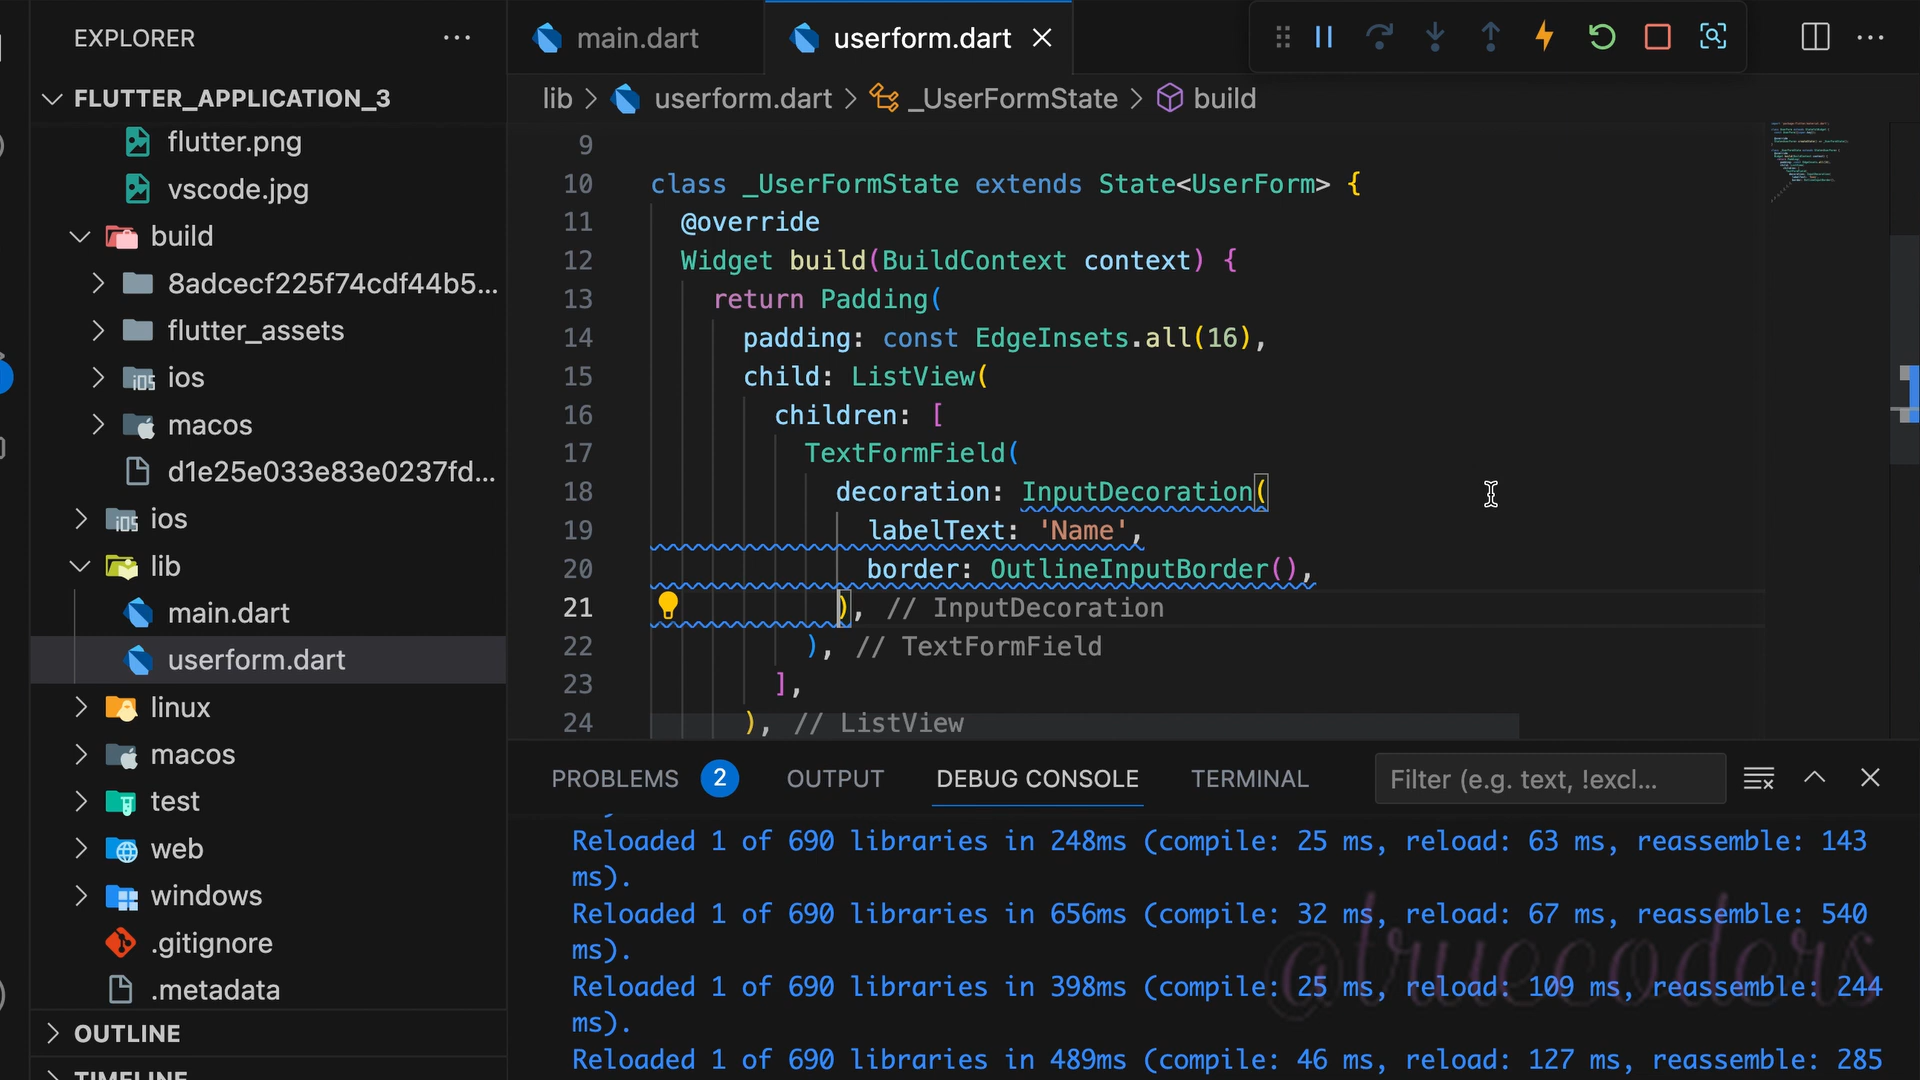 EXPLORER
FLUTTER_APPLICATION_3
flutter.png
vscode.jpg
build
8adcecf225f74cdf44b5...
flutter_assets
ios
macos
d1e25e033e83e0237fd...
ios
lib
main.dart
userform.dart
linux
macos
test
web
windows
.gitignore
.metadata
OUTLINE
TIMELINE
main.dart
userform.dart
lib > userform.dart > _UserFormState > build
9
10 class _UserFormState extends State<UserForm> {
11 @override
12 Widget build(BuildContext context) {
13 return Padding(
14 padding: const EdgeInsets.all(16),
15 child: ListView(
16 children: [
17 TextFormField(
18 decoration: InputDecoration(
19 labelText: 'Name',
20 border: OutlineInputBorder(),
21 ), // InputDecoration
22 ), // TextFormField
23 ],
24 ), // ListView
PROBLEMS 2 OUTPUT DEBUG CONSOLE TERMINAL Filter (e.g. text, !excl...
Reloaded 1 of 690 libraries in 248ms (compile: 25 ms, reload: 63 ms, reassemble: 143
ms).
Reloaded 1 of 690 libraries in 656ms (compile: 32 ms, reload: 67 ms, reassemble: 540
ms).
Reloaded 1 of 690 libraries in 398ms (compile: 25 ms, reload: 109 ms, reassemble: 244
ms).
Reloaded 1 of 690 libraries in 489ms (compile: 46 ms, reload: 127 ms, reassemble: 285
@truecoders